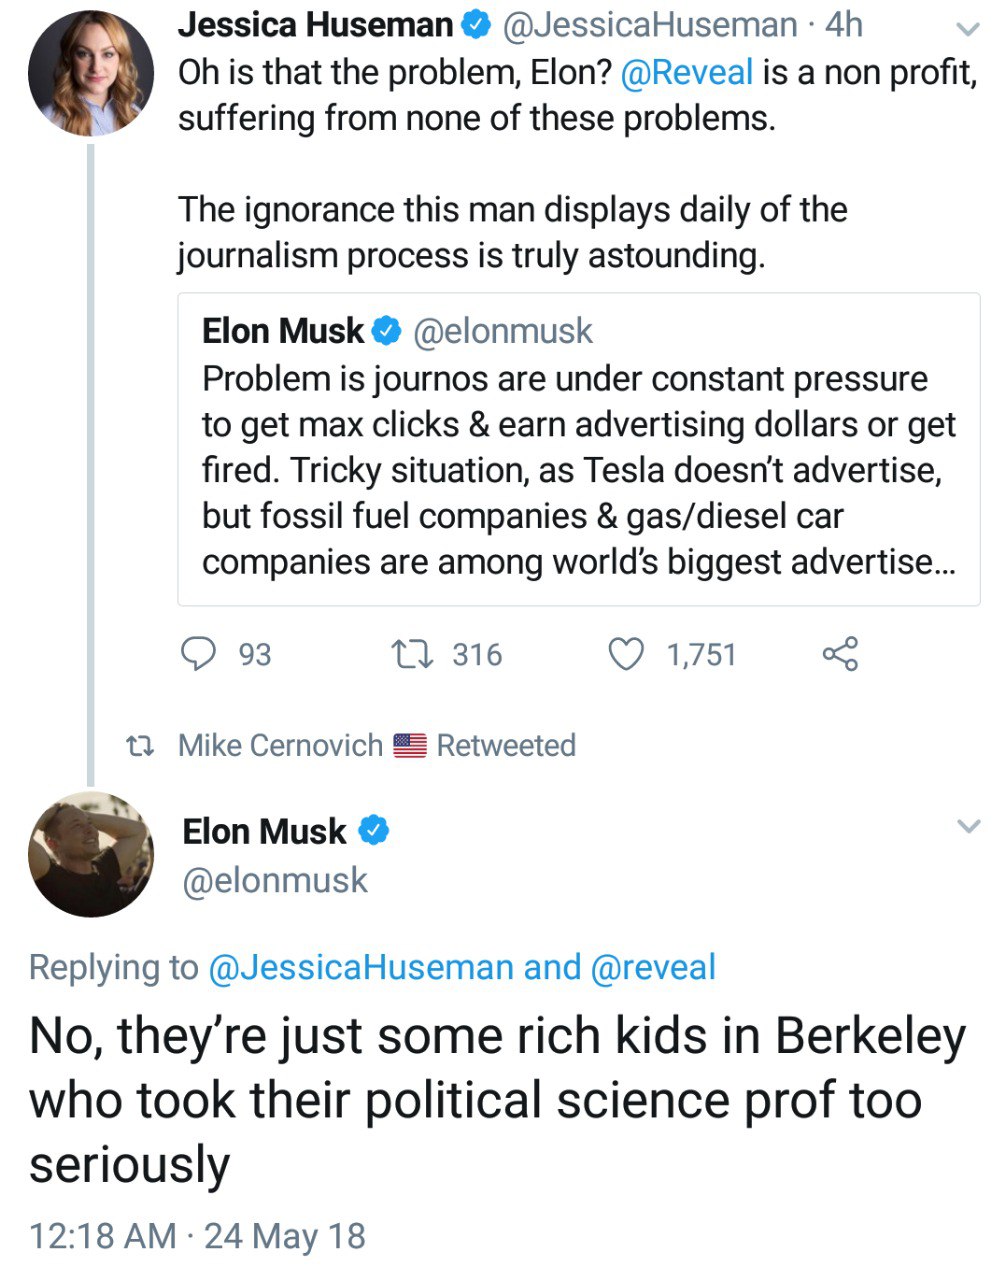 Jessica Huseman @JessicaHuseman · 4h
Oh is that the problem, Elon? @Reveal is a non profit,
suffering from none of these problems.
The ignorance this man displays daily of the
journalism process is truly astounding.
Elon Musk @elonmusk
Problem is journos are under constant pressure
to get max clicks & earn advertising dollars or get
fired. Tricky situation, as Tesla doesn’t advertise,
but fossil fuel companies & gas/diesel car
companies are among world’s biggest advertise…
93 316 1,751
Mike Cernovich 🇺🇸 Retweeted
Elon Musk
@elonmusk
Replying to @JessicaHuseman and @reveal
No, they’re just some rich kids in Berkeley
who took their political science prof too
seriously
12:18 AM · 24 May 18